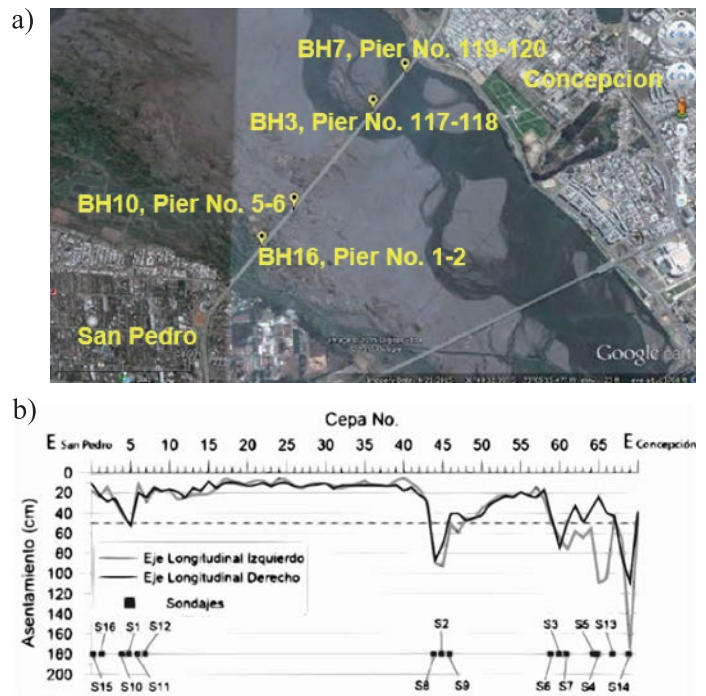 a)
BH7, Pier No. 119-120
Concepcion
BH3, Pier No. 117-118
BH10, Pier No. 5-6
BH16, Pier No. 1-2
San Pedro
Google earth
b)
Cepa No.
E San Pedro 5 10 15 20 25 30 35 40 45 50 55 60 65 E Concepción
Asentamiento (cm)
0
20
40
60
80
100
120
140
160
180
200
Eje Longitudinal Izquierdo
Eje Longitudinal Derecho
Sondajes
S16 S1 S12 S2 S3 S5 S13
S15 S10 S11 S8 S9 S6 S7 S4 S14